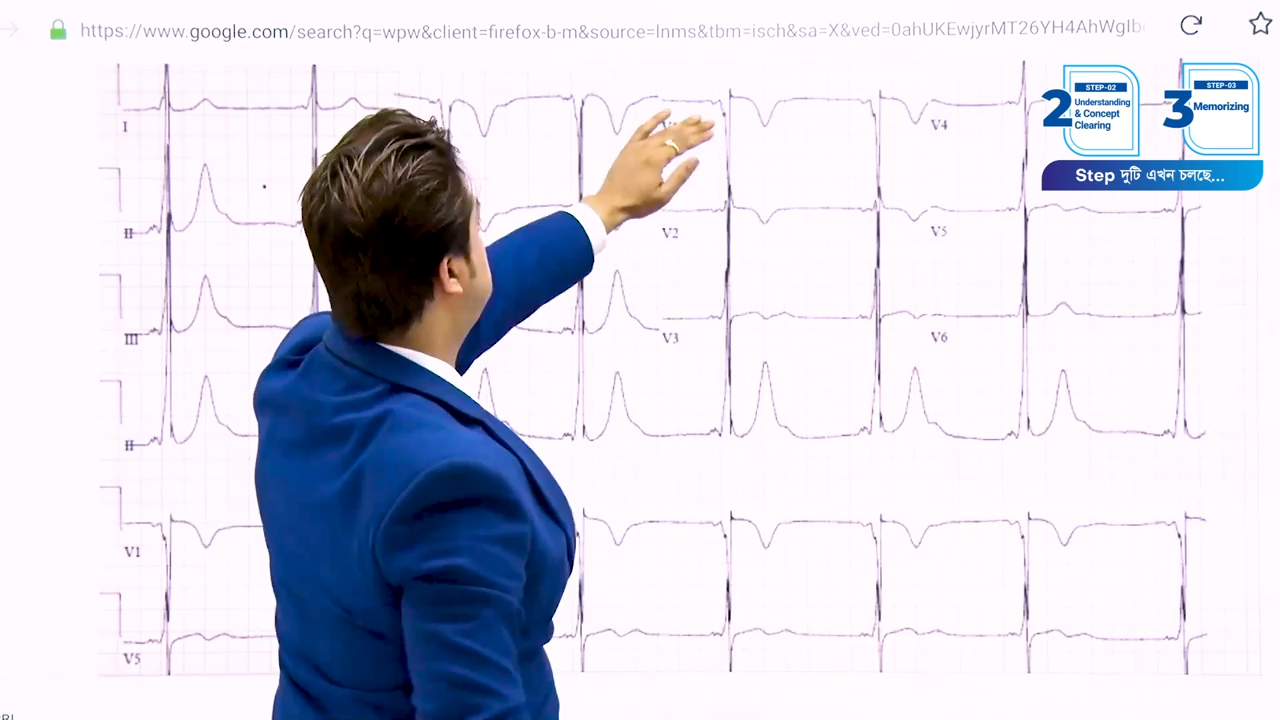 https://www.google.com/search?q=wpw&client=firefox-b-m&source=lnms&tbm=isch&sa=X&ved=0ahUKEwjyrMT26YH4AhWgIb
STEP-02
2 Understanding
& Concept
Clearing
STEP-03
3 Memorizing
Step দুটি এখন চলছে...
I
V4
II
V2
V5
III
V3
V6
II
V1
V5